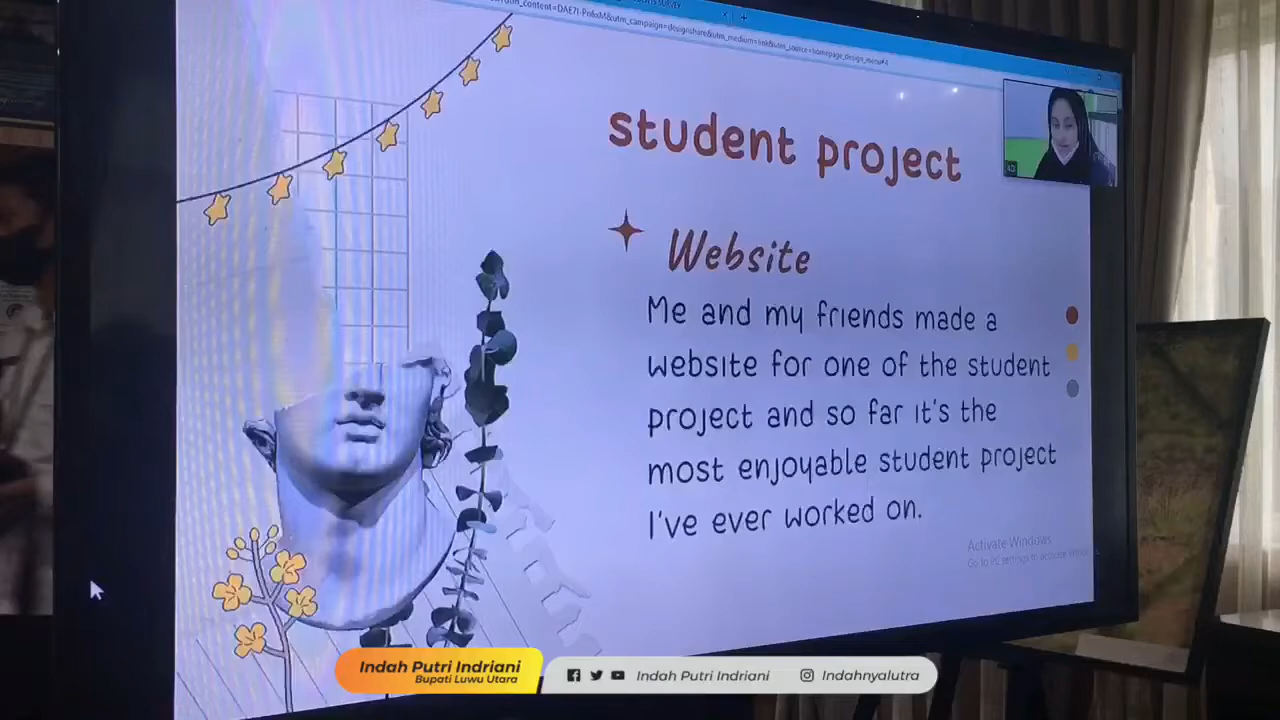 student project
Website
Me and my friends made a
website for one of the student
project and so far it's the
most enjoyable student project
I've ever worked on.
Activate Windows
Indah Putri Indriani
Bupati Luwu Utara
Indah Putri Indriani
Indahnyalutra